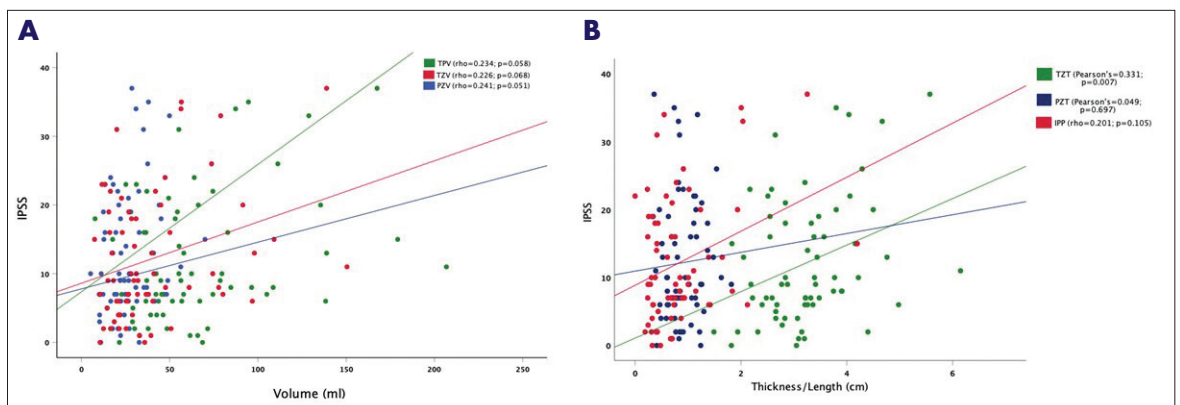 A
TPV (rho=0.234; p=0.058)
TZV (rho=0.226; p=0.068)
PZV (rho=0.241; p=0.051)
40
30
20
10
0
IPSS
0
50
100
150
200
250
Volume (ml)
B
TZT (Pearson's=0.331;
p=0.007)
PZT (Pearson's=0.049;
p=0.697)
IPP (rho=0.201; p=0.105)
40
30
20
10
0
IPSS
0
2
4
6
Thickness/Length (cm)